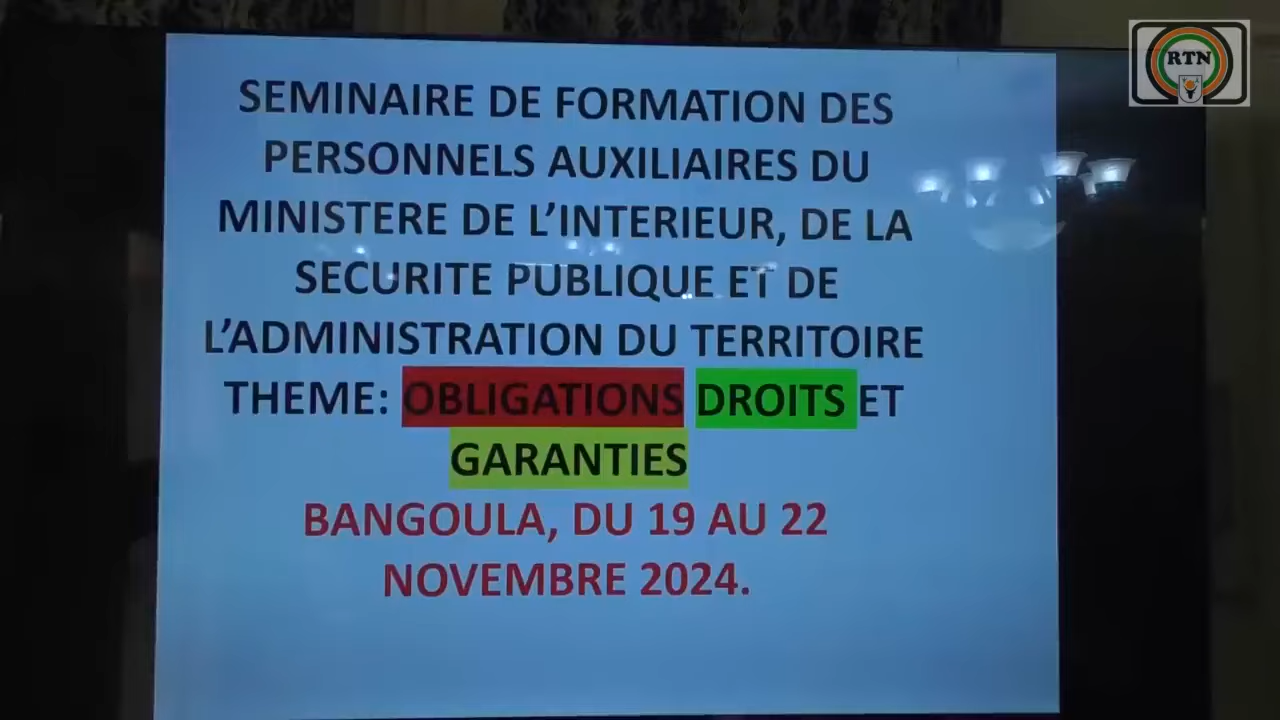 RTN
SEMINAIRE DE FORMATION DES
PERSONNELS AUXILIAIRES DU
MINISTERE DE L'INTERIEUR, DE LA
SECURITE PUBLIQUE ET DE
L'ADMINISTRATION DU TERRITOIRE
THEME: OBLIGATIONS DROITS ET
GARANTIES
BANGOULA, DU 19 AU 22
NOVEMBRE 2024.